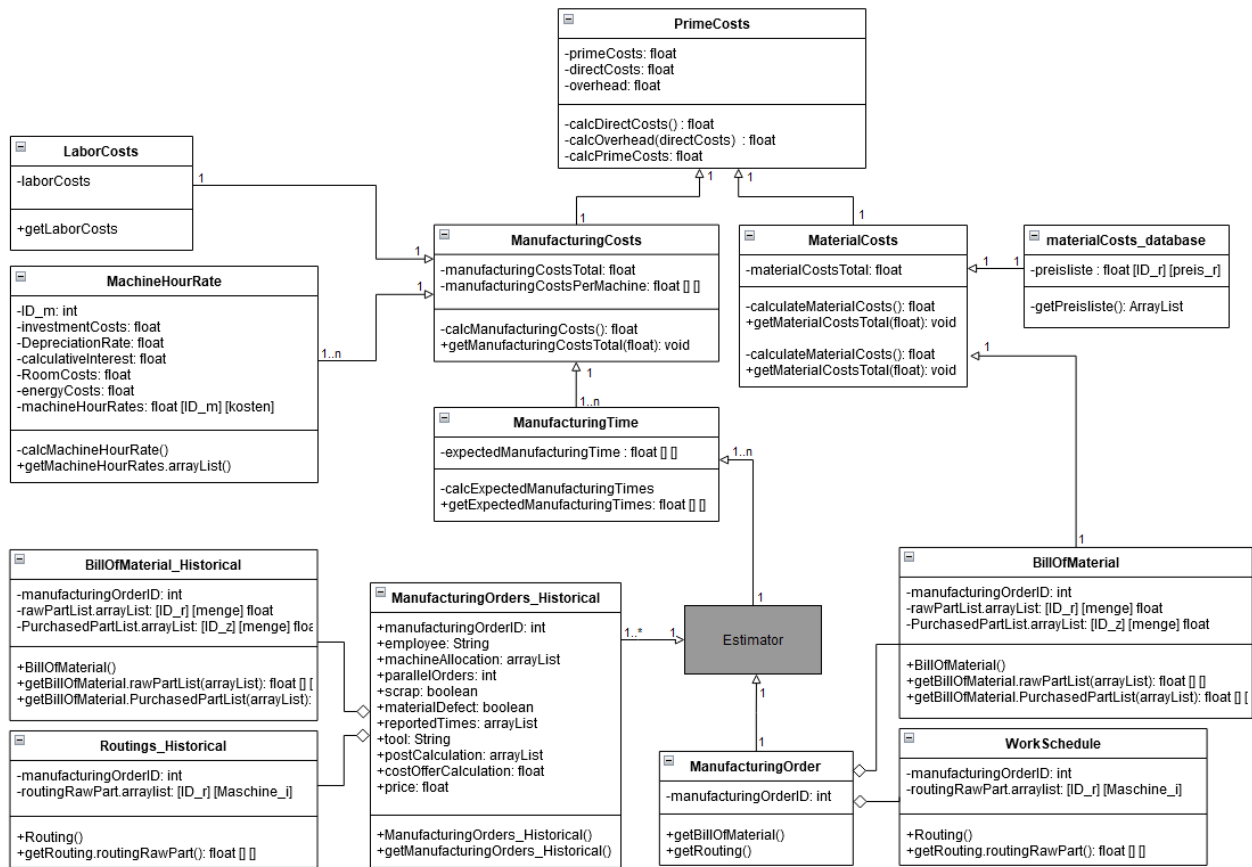 PrimeCosts
-primeCosts: float
-directCosts: float
-overhead: float
-calcDirectCosts() : float
-calcOverhead(directCosts) : float
-calcPrimeCosts: float
1
1
LaborCosts
-laborCosts
+getLaborCosts
1
1
1
1
MachineHourRate
-ID_m: int
-investmentCosts: float
-DepreciationRate: float
-calculativeInterest: float
-RoomCosts: float
-energyCosts: float
-machineHourRates: float [ID_m] [kosten]
-calcMachineHourRate()
+getMachineHourRates.arrayList()
1..n
1
ManufacturingCosts
-manufacturingCostsTotal: float
-manufacturingCostsPerMachine: float [] []
-calcManufacturingCosts(): float
+getManufacturingCostsTotal(float): void
1
1..n
MaterialCosts
-materialCostsTotal: float
-calculateMaterialCosts(): float
+getMaterialCostsTotal(float): void
-calculateMaterialCosts(): float
+getMaterialCostsTotal(float): void
1
1
materialCosts_database
-preisliste : float [ID_r] [preis_r]
-getPreisliste(): ArrayList
1
1
ManufacturingTime
-expectedManufacturingTime : float [] []
-calcExpectedManufacturingTimes
+getExpectedManufacturingTimes: float [] []
1..n
1
BillOfMaterial_Historical
-manufacturingOrderID: int
-rawPartList.arrayList: [ID_r] [menge] float
-PurchasedPartList.arrayList: [ID_z] [menge] floa
+BillOfMaterial()
+getBillOfMaterial.rawPartList(arrayList): float [] [
+getBillOfMaterial.PurchasedPartList(arrayList):
Routings_Historical
-manufacturingOrderID: int
-routingRawPart.arraylist: [ID_r] [Maschine_i]
+Routing()
+getRouting.routingRawPart(): float [] []
ManufacturingOrders_Historical
+manufacturingOrderID: int
+employee: String
+machineAllocation: arrayList
+parallelOrders: int
+scrap: boolean
+materialDefect: boolean
+reportedTimes: arrayList
+tool: String
+postCalculation: arrayList
+costOfferCalculation: float
+price: float
+ManufacturingOrders_Historical()
+getManufacturingOrders_Historical()
1..*
1
Estimator
1
1
ManufacturingOrder
-manufacturingOrderID: int
+getBillOfMaterial()
+getRouting()
BillOfMaterial
-manufacturingOrderID: int
-rawPartList.arrayList: [ID_r] [menge] float
-PurchasedPartList.arrayList: [ID_z] [menge] float
+BillOfMaterial()
+getBillOfMaterial.rawPartList(arrayList): float [] []
+getBillOfMaterial.PurchasedPartList(arrayList): float [] [
WorkSchedule
-manufacturingOrderID: int
-routingRawPart.arraylist: [ID_r] [Maschine_i]
+Routing()
+getRouting.routingRawPart(): float [] []